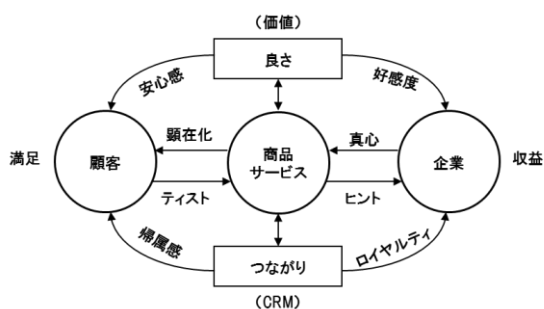 (価値)
良さ
安心感
好感度
顕在化
真心
満足
顧客
商品
サービス
企業
収益
ティスト
ヒント
帰属感
ロイヤルティ
つながり
(CRM)